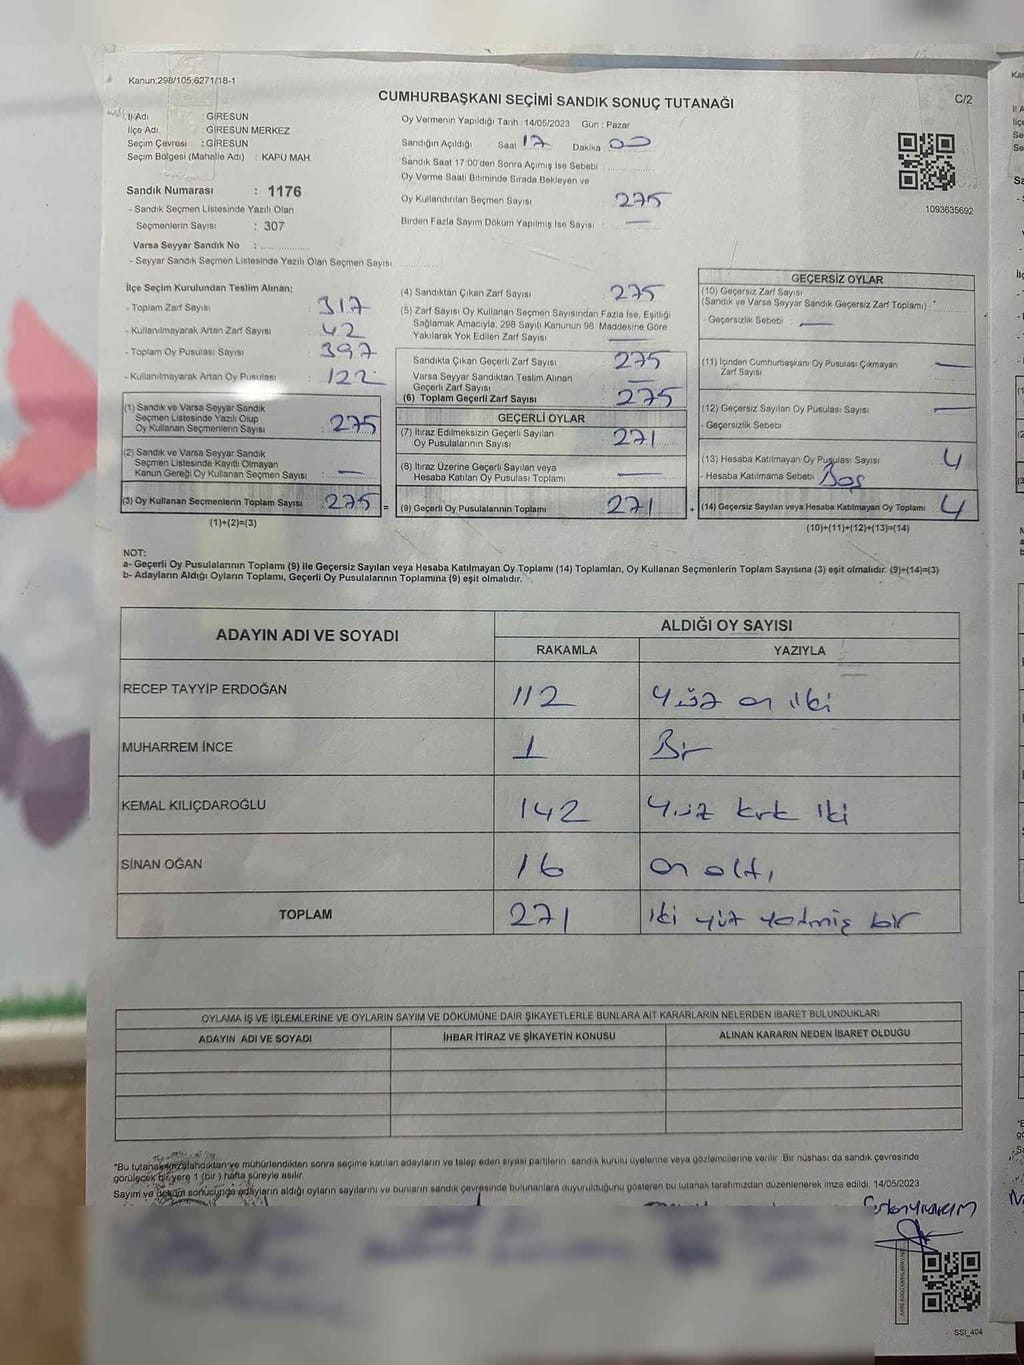 Kanun;298/105;6271/18-1
CUMHURBAŞKANI SEÇİMİ SANDIK SONUÇ TUTANAĞI
C/2
İl Adı : GİRESUN
İlçe Adı : GİRESUN MERKEZ
Seçim Çevresi : GİRESUN
Seçim Bölgesi (Mahalle Adı) : KAPU MAH.
Sandık Numarası : 1176
- Sandık Seçmen Listesinde Yazılı Olan
Seçmenlerin Sayısı : 307
Varsa Seyyar Sandık No :
- Seyyar Sandık Seçmen Listesinde Yazılı Olan Seçmen Sayısı
Oy Vermenin Yapıldığı Tarih : 14/05/2023 Gün : Pazar
Sandığın Açıldığı Saat 17 Dakika 00
Sandık Saat 17:00'den Sonra Açımış İse Sebebi :
Oy Verme Saati Bitiminde Sırada Bekleyen ve
Oy Kullandırılan Seçmen Sayısı : 275
Birden Fazla Sayım Döküm Yapılmış İse Sayısı : —
1093635692
İlçe Seçim Kurulundan Teslim Alınan;
- Toplam Zarf Sayısı : 317
- Kullanılmayarak Artan Zarf Sayısı : 42
- Toplam Oy Pusulası Sayısı : 397
- Kullanılmayarak Artan Oy Pusulası : 122
(1) Sandık ve Varsa Seyyar Sandık
Seçmen Listesinde Yazılı Olup
Oy Kullanan Seçmenlerin Sayısı : 275
(2) Sandık ve Varsa Seyyar Sandık
Seçmen Listesinde Kayıtlı Olmayan
Kanun Gereği Oy Kullanan Seçmen Sayısı : —
(3) Oy Kullanan Seçmenlerin Toplam Sayısı 275 =
(1)+(2)=(3)
(4) Sandıktan Çıkan Zarf Sayısı : 275
(5) Zarf Sayısı Oy Kullanan Seçmen Sayısından Fazla İse, Eşitliği
Sağlamak Amacıyla, 298 Sayılı Kanunun 98. Maddesine Göre
Yakılarak Yok Edilen Zarf Sayısı : —
Sandıkta Çıkan Geçerli Zarf Sayısı : 275
Varsa Seyyar Sandıktan Teslim Alınan
Geçerli Zarf Sayısı : —
(6) Toplam Geçerli Zarf Sayısı : 275
GEÇERLİ OYLAR
(7) İtiraz Edilmeksizin Geçerli Sayılan
Oy Pusulalarının Sayısı : 271
(8) İtiraz Üzerine Geçerli Sayılan veya
Hesaba Katılan Oy Pusulası Toplamı : —
(9) Geçerli Oy Pusulalarının Toplamı : 271 +
GEÇERSİZ OYLAR
(10) Geçersiz Zarf Sayısı
(Sandık ve Varsa Seyyar Sandık Geçersiz Zarf Toplamı) :
- Geçersizlik Sebebi : —
(11) İçinden Cumhurbaşkanı Oy Pusulası Çıkmayan
Zarf Sayısı —
(12) Geçersiz Sayılan Oy Pusulası Sayısı —
- Geçersizlik Sebebi
(13) Hesaba Katılmayan Oy Pusulası Sayısı 4
- Hesaba Katılmama Sebebi Boş
(14) Geçersiz Sayılan veya Hesaba Katılmayan Oy Toplamı 4
(10)+(11)+(12)+(13)=(14)
NOT:
a- Geçerli Oy Pusulalarının Toplamı (9) ile Geçersiz Sayılan veya Hesaba Katılmayan Oy Toplamı (14) Toplamları, Oy Kullanan Seçmenlerin Toplam Sayısına (3) eşit olmalıdır. (9)+(14)=(3)
b- Adayların Aldığı Oyların Toplamı, Geçerli Oy Pusulalarının Toplamına (9) eşit olmalıdır.
ADAYIN ADI VE SOYADI
ALDIĞI OY SAYISI
RAKAMLA YAZIYLA
RECEP TAYYİP ERDOĞAN 112 Yüz on iki
MUHARREM İNCE 1 Bir
KEMAL KILIÇDAROĞLU 142 Yüz kırk iki
SİNAN OĞAN 16 on altı
TOPLAM 271 iki yüz yetmiş bir
OYLAMA İŞ VE İŞLEMLERİNE VE OYLARIN SAYIM VE DÖKÜMÜNE DAİR ŞİKAYETLERLE BUNLARA AİT KARARLARIN NELERDEN İBARET BULUNDUKLARI
ADAYIN ADI VE SOYADI İHBAR İTİRAZ VE ŞİKAYETİN KONUSU ALINAN KARARIN NEDEN İBARET OLDUĞU
*Bu tutanak imzalandıktan ve mühürlendikten sonra seçime katılan adayların ve talep eden siyasi partilerin sandık kurulu üyelerine veya gözlemcilerine verilir. Bir nüshası da sandık çevresinde
görülecek bir yere 1 (bir) hafta süreyle asılır.
Sayım ve döküm sonucunda adayların aldığı oyların sayılarını ve bunların sandık çevresinde bulunanlara duyurulduğunu gösteren bu tutanak tarafımızdan düzenlenerek imza edildi. 14/05/2023
SSI_404